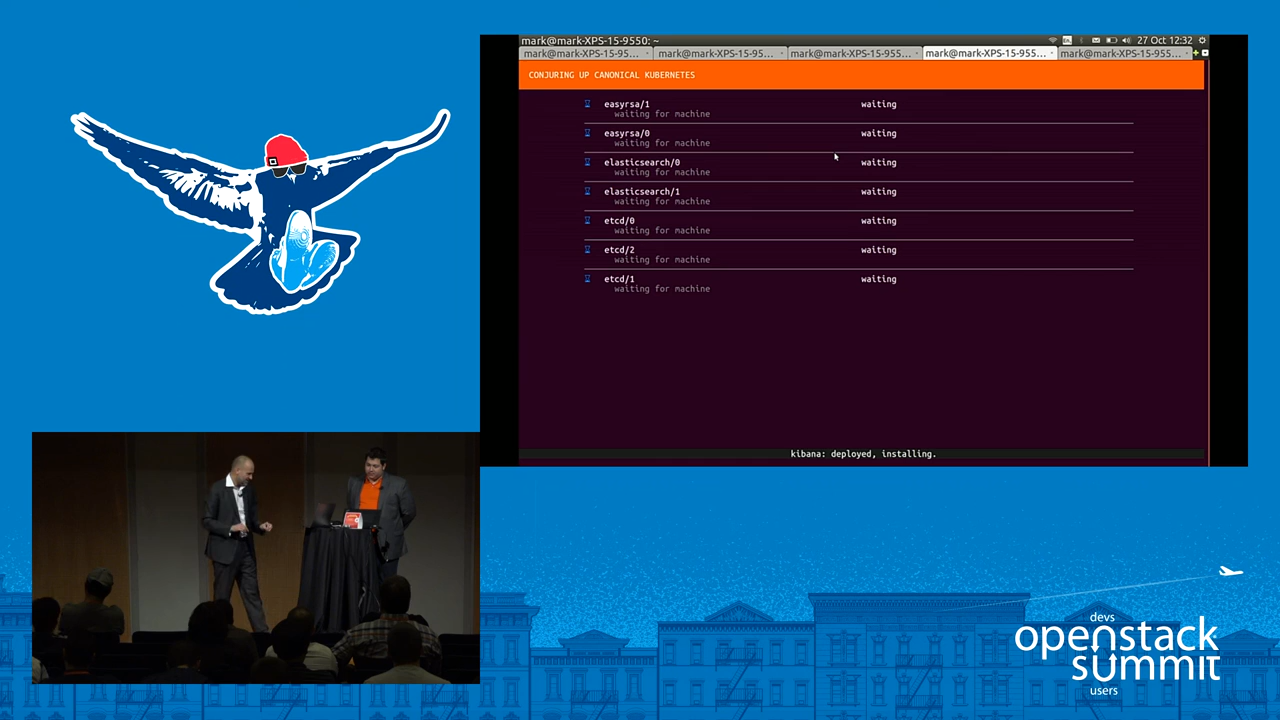 mark@mark-XPS-15-9550: ~
27 Oct 12:32
mark@mark-XPS-15-95... mark@mark-XPS-15-95... mark@mark-XPS-15-955... mark@mark-XPS-15-955... mark@mark-XPS-15-955...
CONJURING UP CANONICAL KUBERNETES
easyrsa/1 waiting
waiting for machine
easyrsa/0 waiting
waiting for machine
elasticsearch/0 waiting
waiting for machine
elasticsearch/1 waiting
waiting for machine
etcd/0 waiting
waiting for machine
etcd/2 waiting
waiting for machine
etcd/1 waiting
waiting for machine
kibana: deployed, installing.
devs
openstack
summit
users